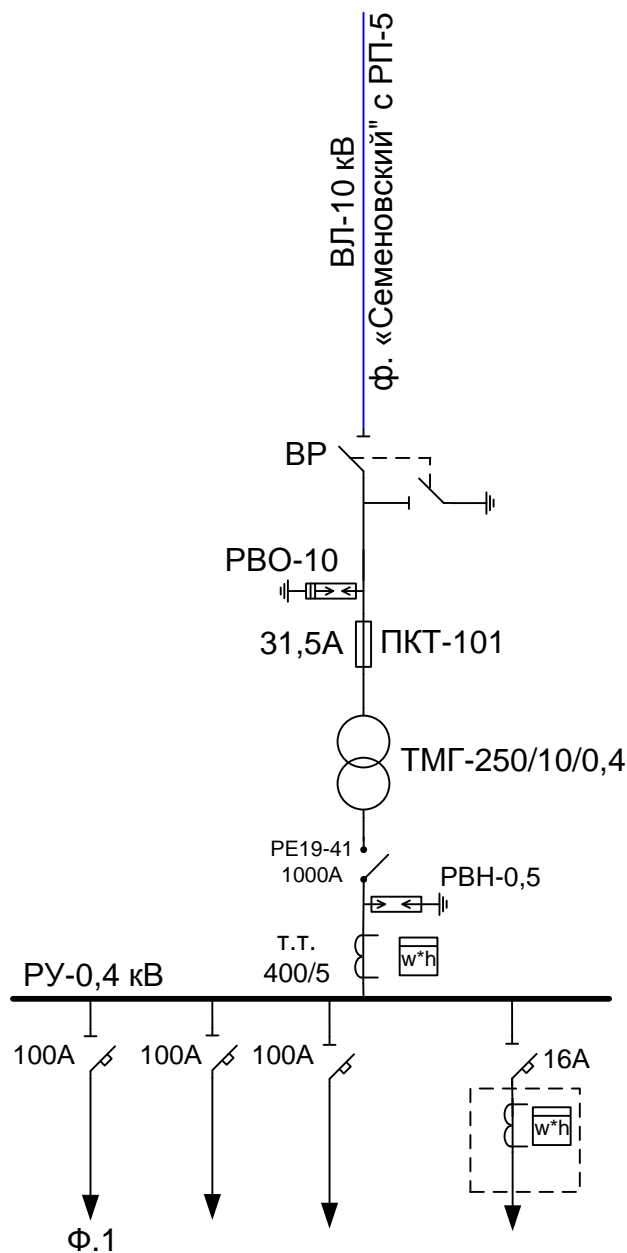 ВЛ-10 кВ
ф. «Семеновский" с РП-5
ВР
РВО-10
31,5А
ПКТ-101
ТМГ-250/10/0,4
РЕ19-41
1000А
РВН-0,5
т.т.
400/5
w*h
РУ-0,4 кВ
100А
100А
100А
16А
w*h
Ф.1